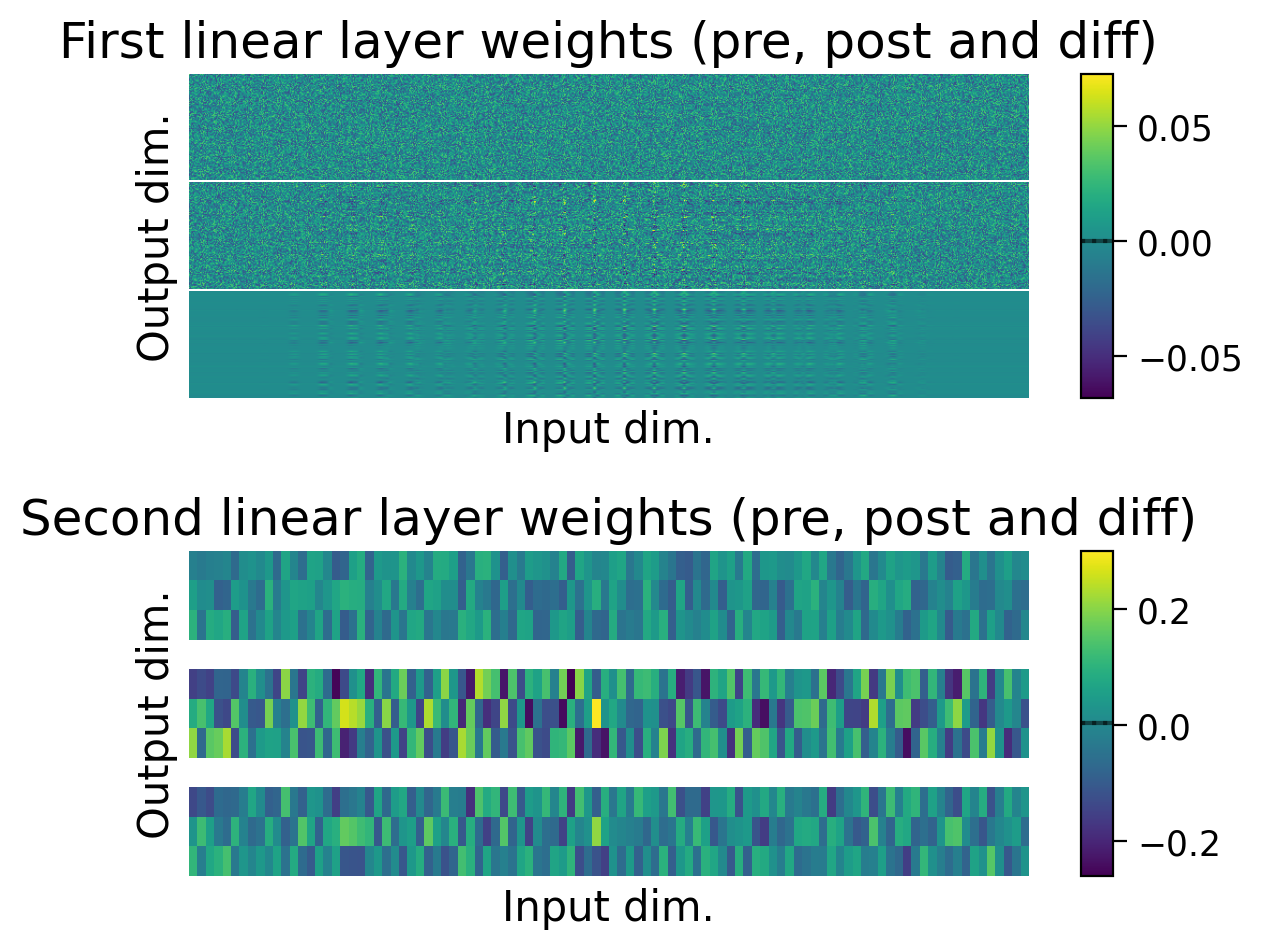 First linear layer weights (pre, post and diff)
Output dim.
0.05
0.00
−0.05
Input dim.
Second linear layer weights (pre, post and diff)
Output dim.
0.2
0.0
−0.2
Input dim.